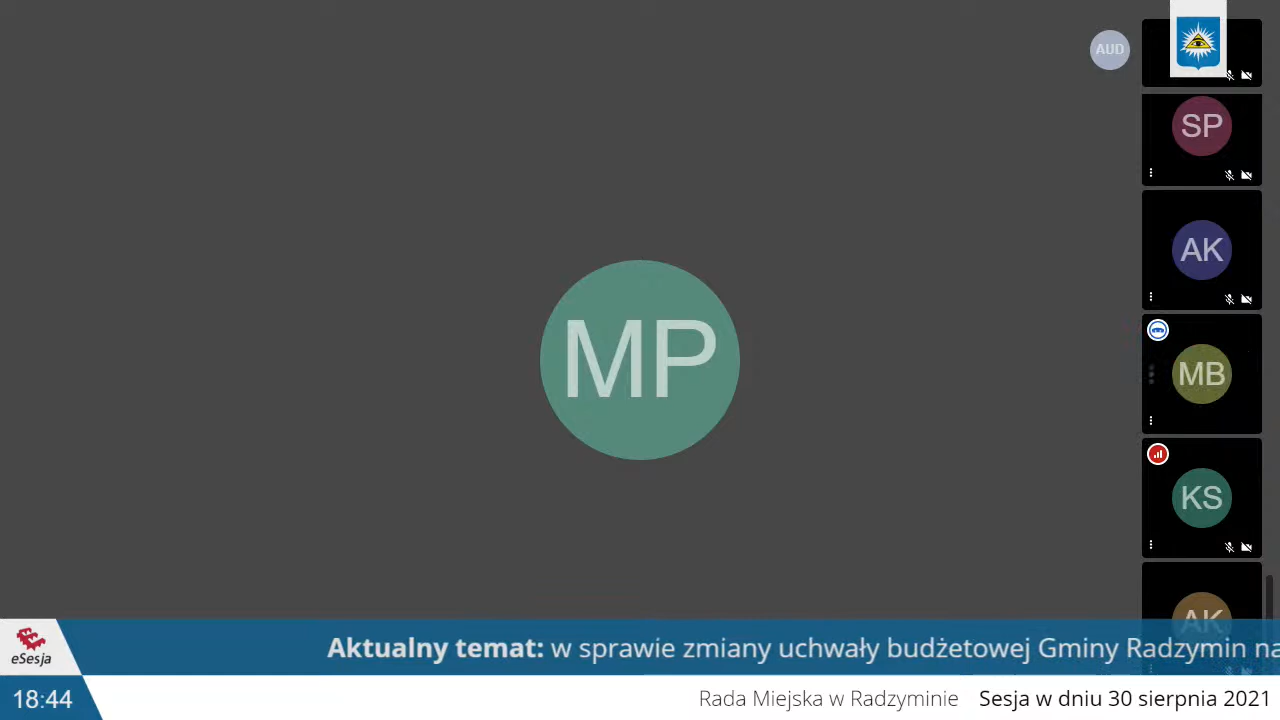 AUD
SP
AK
MB
MP
KS
AK
Aktualny temat: w sprawie zmiany uchwały budżetowej Gminy Radzymin na
eSesja
18:44
Rada Miejska w Radzyminie Sesja w dniu 30 sierpnia 2021